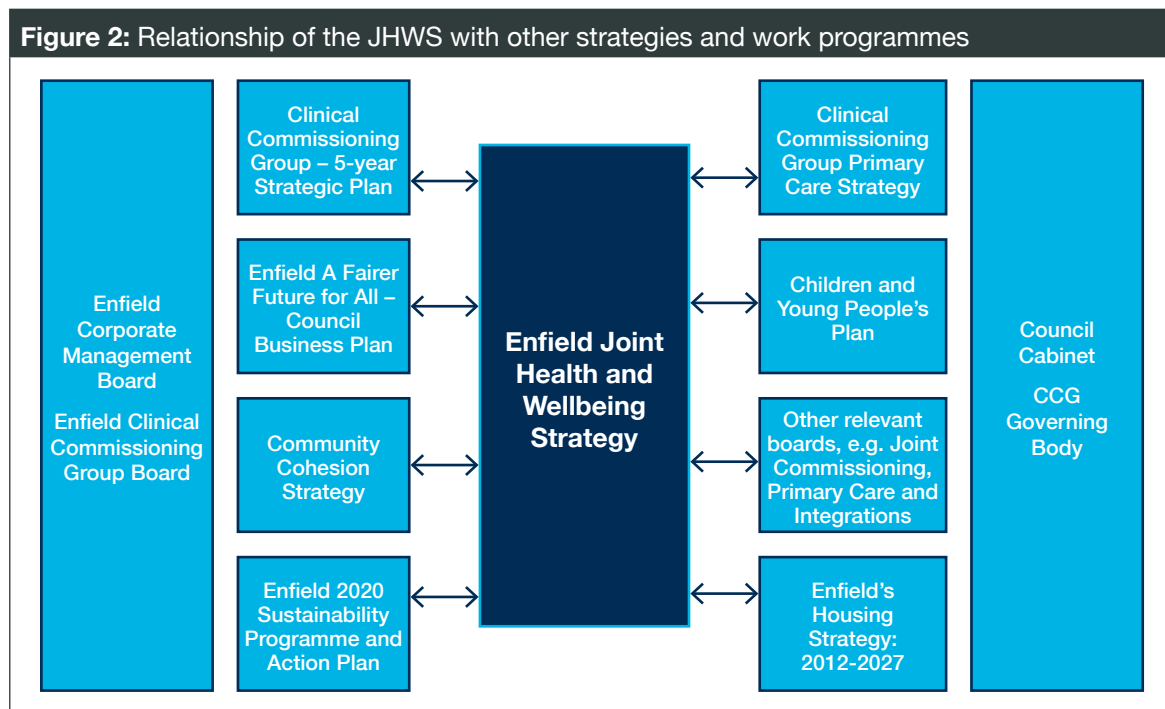 Figure 2: Relationship of the JHWS with other strategies and work programmes
Enfield
Corporate
Management
Board
Enfield Clinical
Commissioning
Group Board
Clinical
Commissioning
Group – 5-year
Strategic Plan
Enfield A Fairer
Future for All –
Council
Business Plan
Community
Cohesion
Strategy
Enfield 2020
Sustainability
Programme and
Action Plan
Enfield Joint
Health and
Wellbeing
Strategy
Clinical
Commissioning
Group Primary
Care Strategy
Children and
Young People’s
Plan
Other relevant
boards, e.g. Joint
Commissioning,
Primary Care and
Integrations
Enfield’s
Housing
Strategy:
2012-2027
Council
Cabinet
CCG
Governing
Body